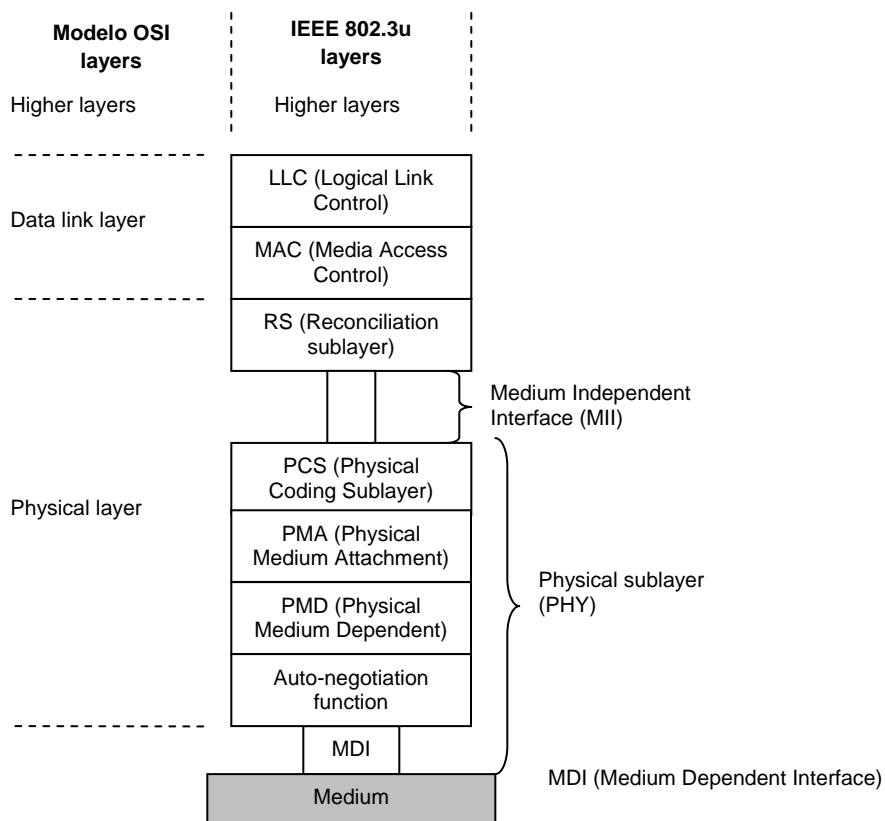 Modelo OSI
layers
IEEE 802.3u
layers
Higher layers
Higher layers
LLC (Logical Link
Control)
Data link layer
MAC (Media Access
Control)
RS (Reconciliation
sublayer)
Medium Independent
Interface (MII)
PCS (Physical
Coding Sublayer)
Physical layer
PMA (Physical
Medium Attachment)
PMD (Physical
Medium Dependent)
Physical sublayer
(PHY)
Auto-negotiation
function
MDI
MDI (Medium Dependent Interface)
Medium